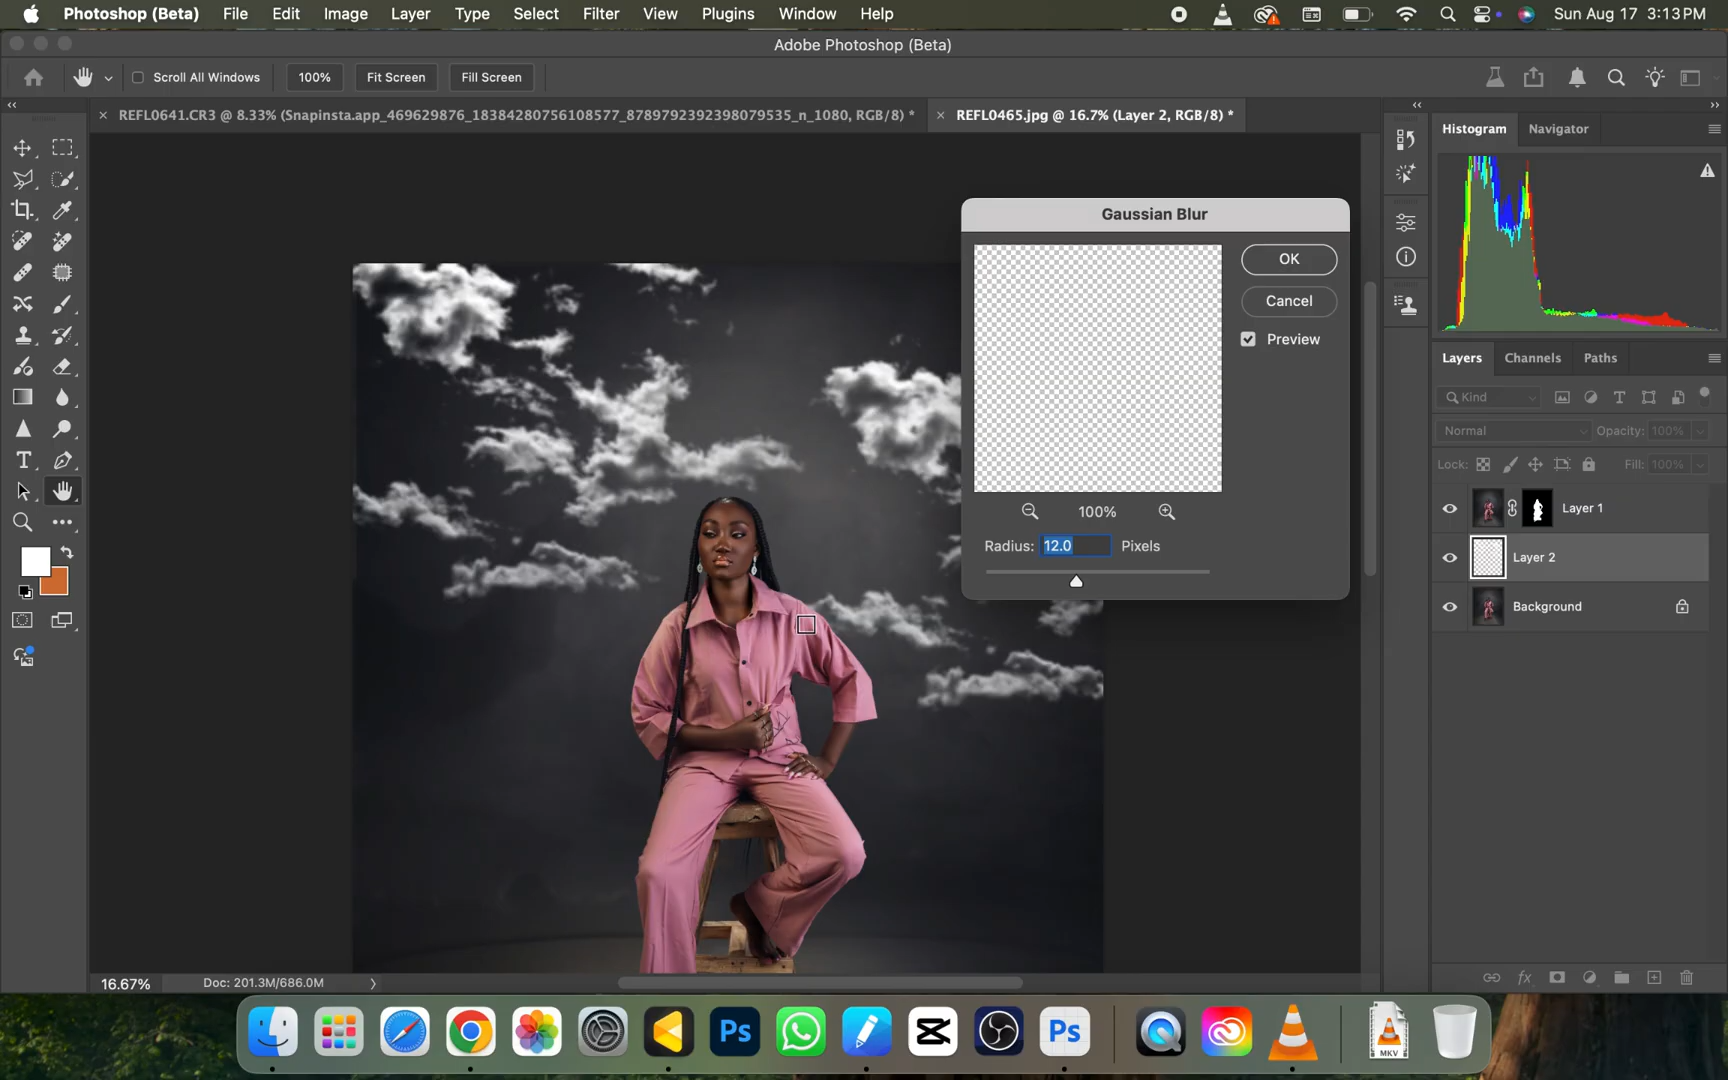 Photoshop (Beta) File Edit Image Layer Type Select Filter View Plugins Window Help Sun Aug 17 3:13 PM
Adobe Photoshop (Beta)
Scroll All Windows 100% Fit Screen Fill Screen
REFL0641.CR3 @ 8.33% (Snapinsta.app_469629876_18384280756108577_8789792392398079535_n_1080, RGB/8) * REFL0465.jpg @ 16.7% (Layer 2, RGB/8) *
Histogram Navigator
Gaussian Blur
OK
Cancel
Preview
100%
Radius: 12.0 Pixels
Layers Channels Paths
Kind
Normal Opacity: 100%
Lock: Fill: 100%
Layer 1
Layer 2
Background
16.67% Doc: 201.3M/686.0M
Ps
Ps
MKV